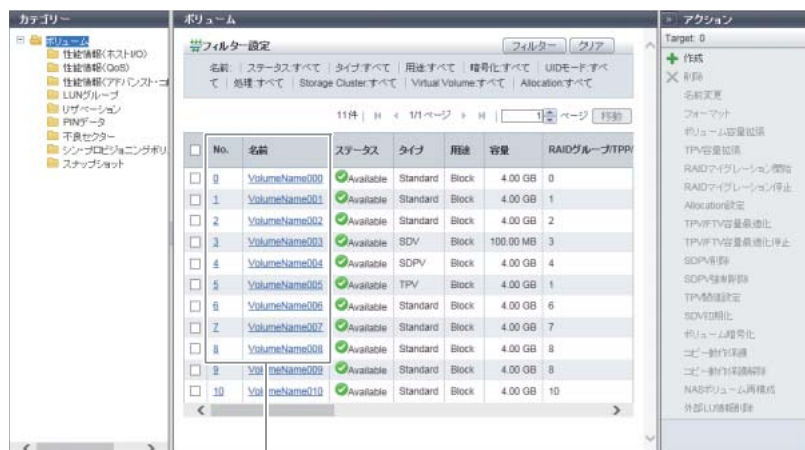 カテゴリー
ボリューム
性能情報(ホストI/O)
性能情報(QoS)
性能情報(アドバンスト・コ
LUNグループ
リザベーション
PINデータ
不良セクター
シン・プロビジョニングボリ
スナップショット
ボリューム
フィルター設定
フィルター クリア
名前: | ステータス:すべて | タイプ:すべて | 用途:すべて | 暗号化:すべて | UIDモード:すべ
て | 処理:すべて | Storage Cluster:すべて | Virtual Volume:すべて | Allocation:すべて
11件 | 1/1ページ | 1 ページ 移動
No. 名前 ステータス タイプ 用途 容量 RAIDグループ/TPP/
0 VolumeName000 Available Standard Block 4.00 GB 0
1 VolumeName001 Available Standard Block 4.00 GB 1
2 VolumeName002 Available Standard Block 4.00 GB 2
3 VolumeName003 Available SDV Block 100.00 MB 3
4 VolumeName004 Available SDPV Block 4.00 GB 4
5 VolumeName005 Available TPV Block 4.00 GB 1
6 VolumeName006 Available Standard Block 4.00 GB 6
7 VolumeName007 Available Standard Block 4.00 GB 7
8 VolumeName008 Available Standard Block 4.00 GB 8
9 VolumeName009 Available Standard Block 4.00 GB 8
10 VolumeName010 Available Standard Block 4.00 GB 10
アクション
Target: 0
作成
削除
名前変更
フォーマット
ボリューム容量拡張
TPV容量拡張
RAIDマイグレーション開始
RAIDマイグレーション停止
Allocation設定
TPV/FTV容量最適化
TPV/FTV容量最適化停止
SDPV削除
SDPV強制削除
TPV閾値設定
SDV初期化
ボリューム暗号化
コピー動作保護
コピー動作保護解除
NASボリューム再構成
外部LU情報削除